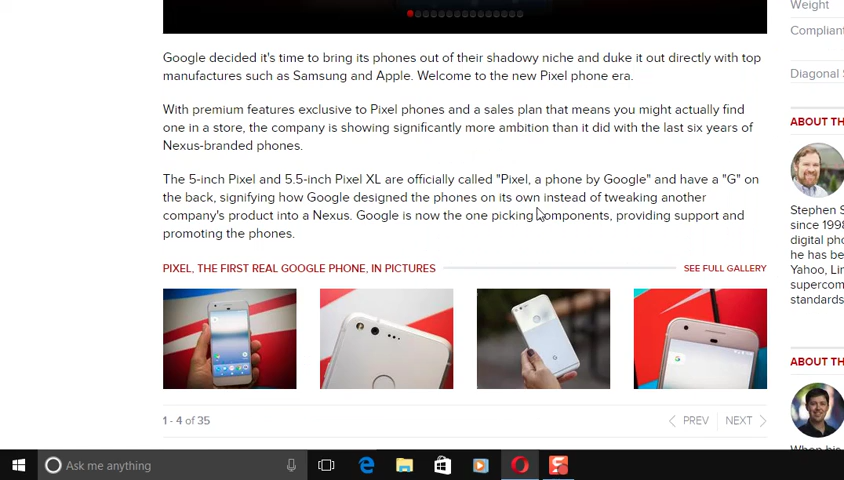 Weight
Google decided it's time to bring its phones out of their shadowy niche and duke it out directly with top
manufactures such as Samsung and Apple. Welcome to the new Pixel phone era.
Diagonal S
With premium features exclusive to Pixel phones and a sales plan that means you might actually find
one in a store, the company is showing significantly more ambition than it did with the last six years of
Nexus-branded phones.
The 5-inch Pixel and 5.5-inch Pixel XL are officially called "Pixel, a phone by Google" and have a "G" on
the back, signifying how Google designed the phones on its own instead of tweaking another
company's product into a Nexus. Google is now the one picking components, providing support and
promoting the phones.
PIXEL, THE FIRST REAL GOOGLE PHONE, IN PICTURES
SEE FULL GALLERY
1 - 4 of 35
PREV
NEXT
Complian
ABOUT TH
Stephen S
since 1998
digital pho
he has be
Yahoo, Lin
supercom
standards
ABOUT TH
Ask me anything